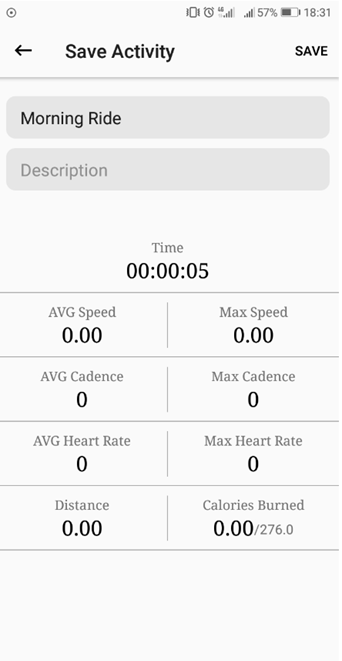 57% 18:31
Save Activity SAVE
Morning Ride
Description
Time
00:00:05
AVG Speed Max Speed
0.00 0.00
AVG Cadence Max Cadence
0 0
AVG Heart Rate Max Heart Rate
0 0
Distance Calories Burned
0.00 0.00/276.0